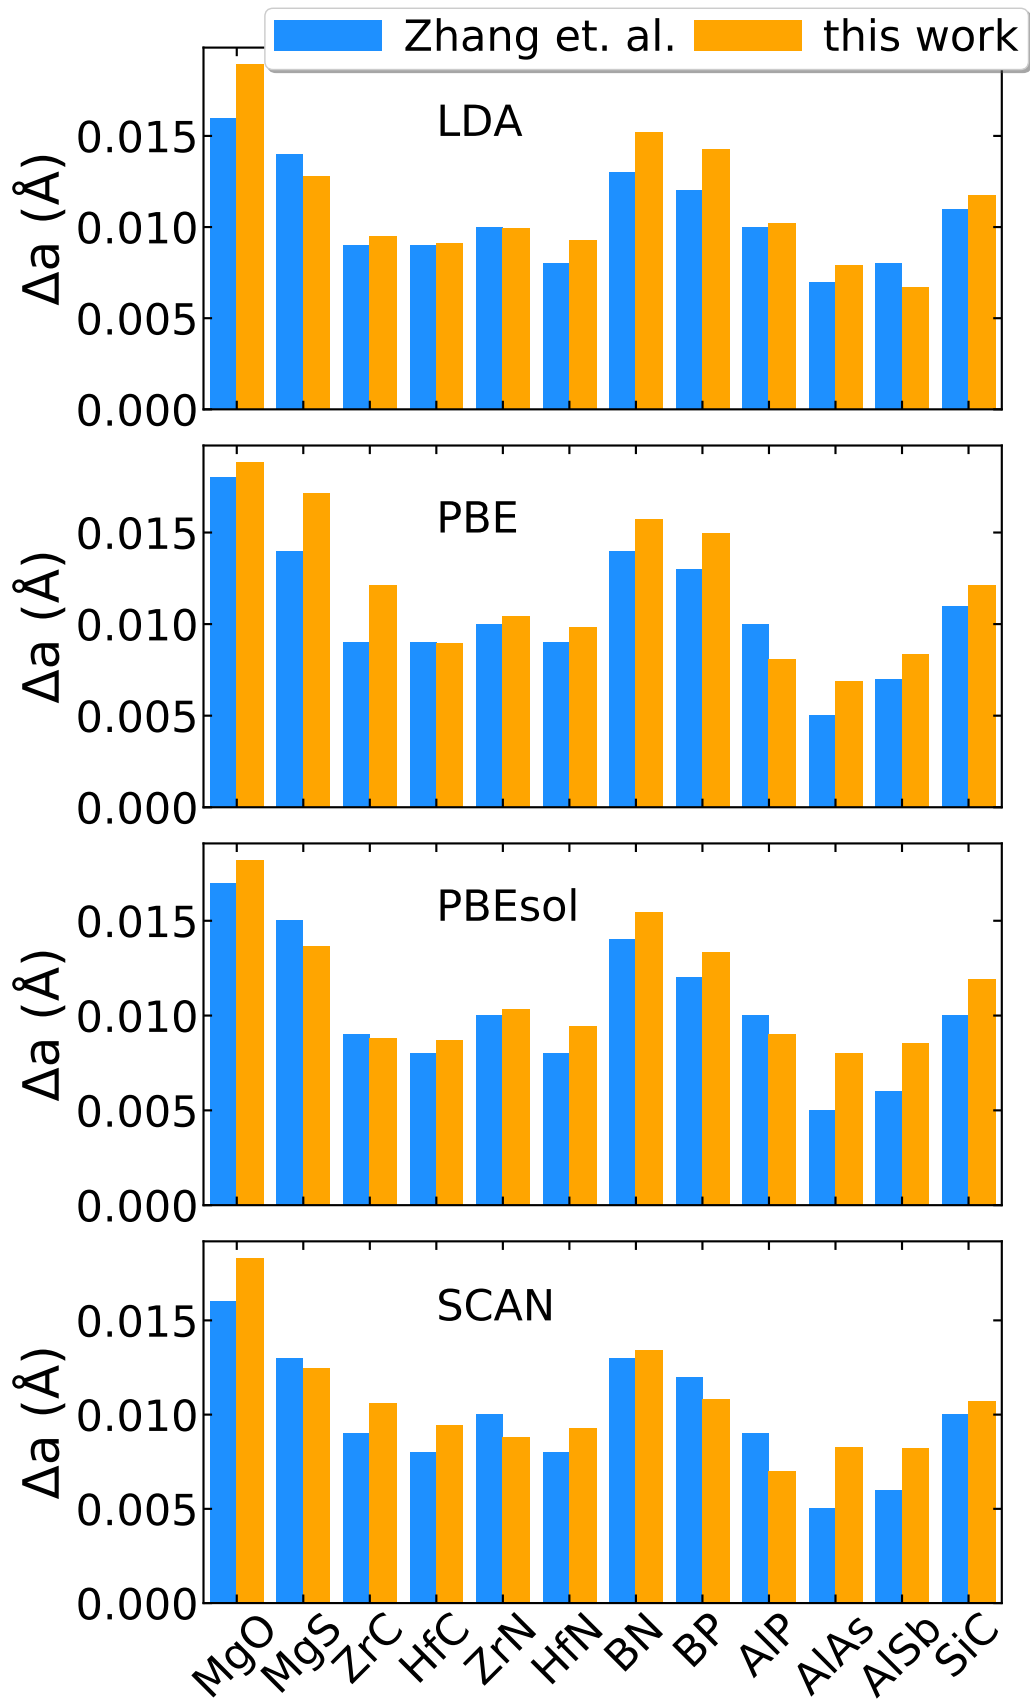 Zhang et. al. this work
LDA
Δa (Å)
0.015
0.010
0.005
0.000
PBE
Δa (Å)
0.015
0.010
0.005
0.000
PBEsol
Δa (Å)
0.015
0.010
0.005
0.000
SCAN
Δa (Å)
0.015
0.010
0.005
0.000
MgO MgS ZrC HfC ZrN HfN BN BP AlP AlAs AlSb SiC